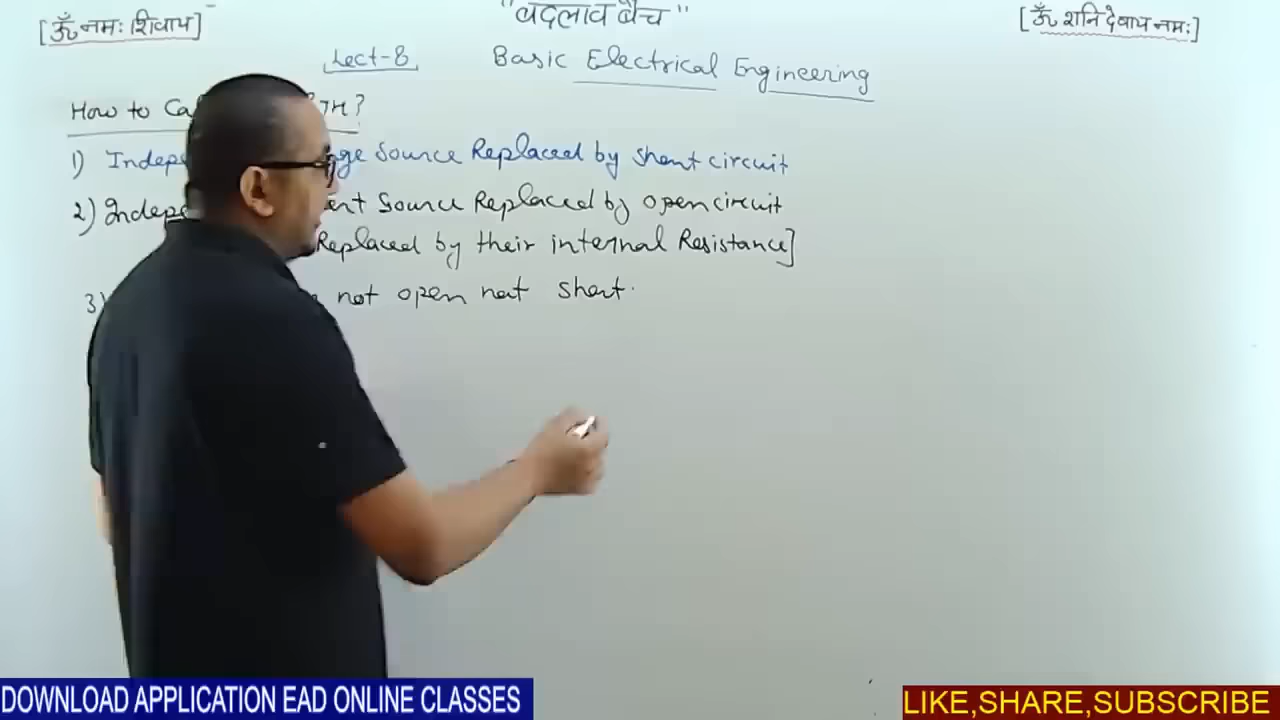 "बदलाव बैच"
[ॐ नमः शिवाय]
[ॐ शनि देवाय नमः]
Lect-8 Basic Electrical Engineering
How to Ca ?
1) Indepe ge Source Replaced by short circuit
2) Indepe ent Source Replaced by open circuit
Replaced by their internal Resistance]
3) not open not short.
DOWNLOAD APPLICATION EAD ONLINE CLASSES
LIKE,SHARE,SUBSCRIBE